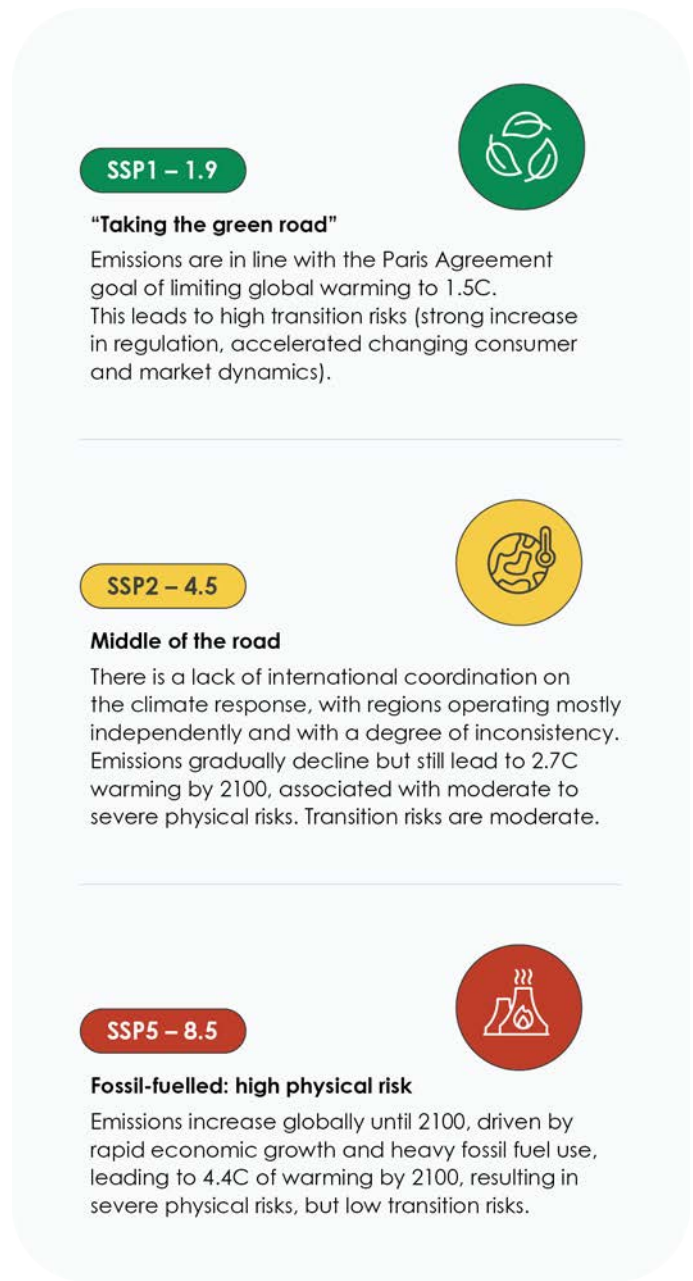 SSP1 – 1.9
“Taking the green road”
Emissions are in line with the Paris Agreement
goal of limiting global warming to 1.5C.
This leads to high transition risks (strong increase
in regulation, accelerated changing consumer
and market dynamics).
SSP2 – 4.5
Middle of the road
There is a lack of international coordination on
the climate response, with regions operating mostly
independently and with a degree of inconsistency.
Emissions gradually decline but still lead to 2.7C
warming by 2100, associated with moderate to
severe physical risks. Transition risks are moderate.
SSP5 – 8.5
Fossil-fuelled: high physical risk
Emissions increase globally until 2100, driven by
rapid economic growth and heavy fossil fuel use,
leading to 4.4C of warming by 2100, resulting in
severe physical risks, but low transition risks.